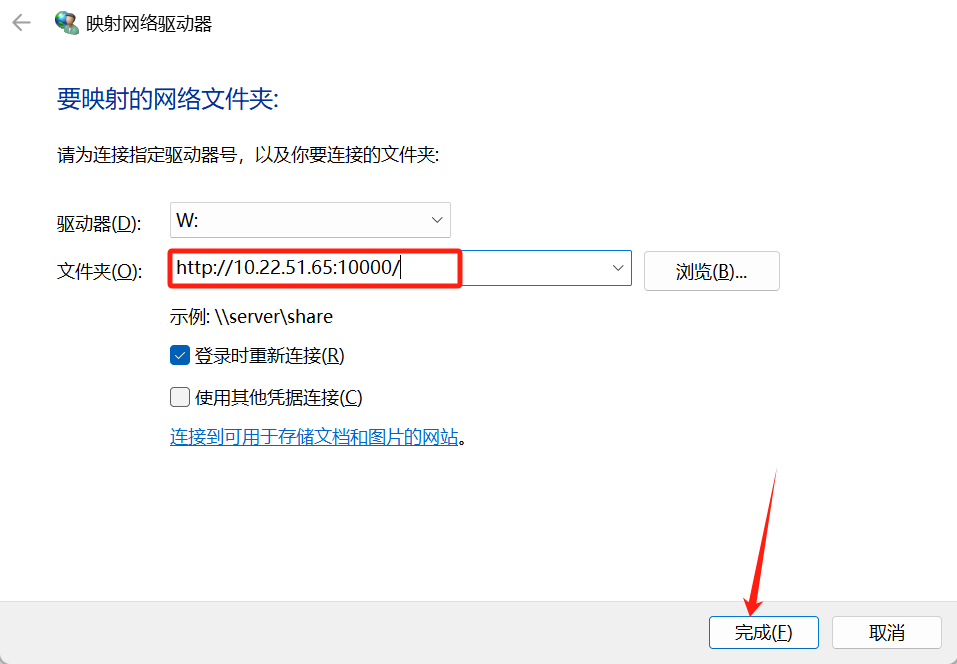 映射网络驱动器
要映射的网络文件夹:
请为连接指定驱动器号，以及你要连接的文件夹:
驱动器(D): W:
文件夹(O): http://10.22.51.65:10000/ 浏览(B)...
示例: \\server\share
登录时重新连接(R)
使用其他凭据连接(C)
连接到可用于存储文档和图片的网站。
完成(F) 取消